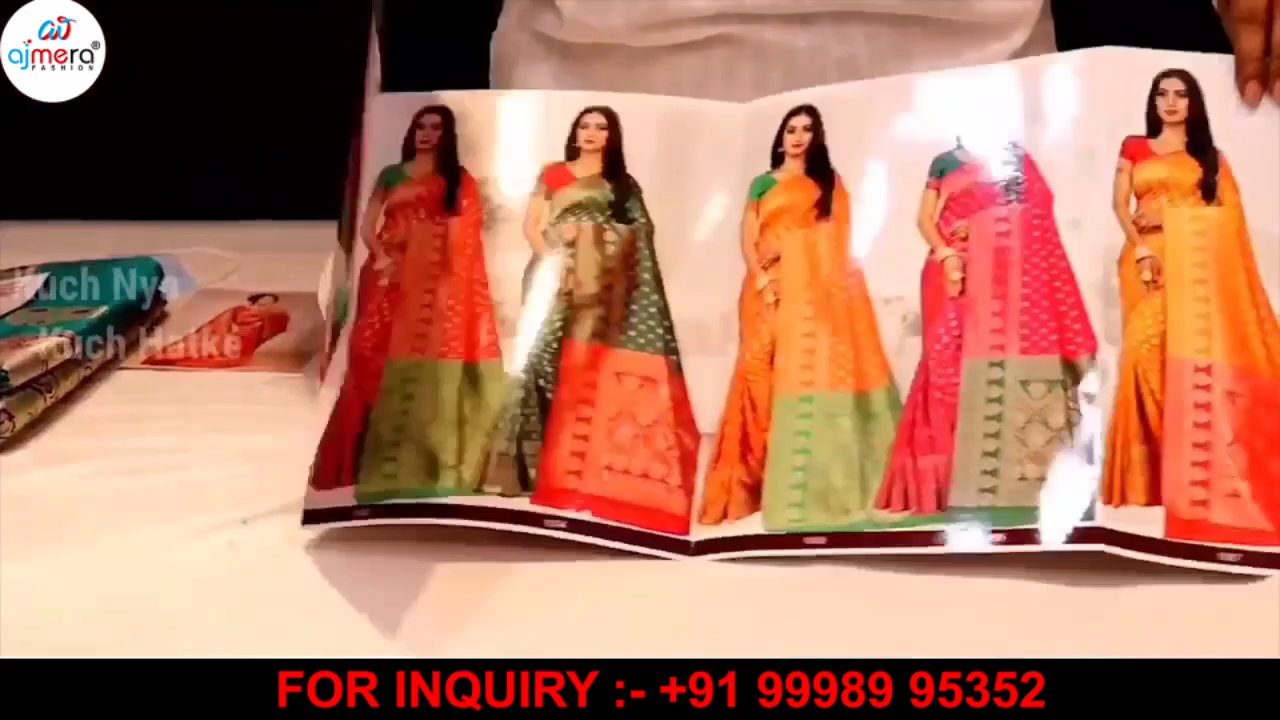 ajmera®
FASHION
Kuch Nya
Kuch Hatke
FOR INQUIRY :- +91 99989 95352